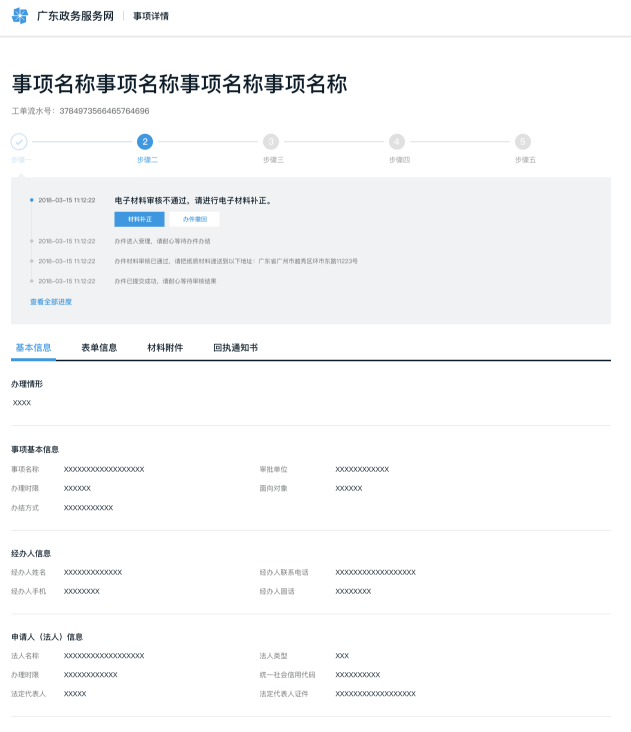 广东政务服务网 事项详情
事项名称事项名称事项名称事项名称
工单流水号: 3784973566465764696
2 3 4 5
步骤一 步骤二 步骤三 步骤四 步骤五
2018-03-15 11:12:22 电子材料审核不通过,请进行电子材料补正。
材料补正 办件撤回
2018-03-15 11:12:22 办件进入受理,请耐心等待办件办结
2018-03-15 11:12:22 办件材料审核已通过,请把纸质材料递送到以下地址:广东省广州市越秀区环市东路11223号
2018-03-15 11:12:22 办件已提交成功,请耐心等待审核结果
查看全部进度
基本信息 表单信息 材料附件 回执通知书
办理情形
XXXX
事项基本信息
事项名称 XXXXXXXXXXXXXXXXXX 审批单位 XXXXXXXXXXXX
办理时限 XXXXXX 面向对象 XXXXXX
办结方式 XXXXXXXXXXX
经办人信息
经办人姓名 XXXXXXXXXXXXX 经办人联系电话 XXXXXXXXXXXXXXXXXX
经办人手机 XXXXXXXX 经办人固话 XXXXXXXX
申请人(法人)信息
法人名称 XXXXXXXXXXXXXXXXXX 法人类型 XXX
办理时限 XXXXXXXXXXXX 统一社会信用代码 XXXXXXXXXX
法定代表人 XXXXX 法定代表人证件 XXXXXXXXXXXXXXXXXX